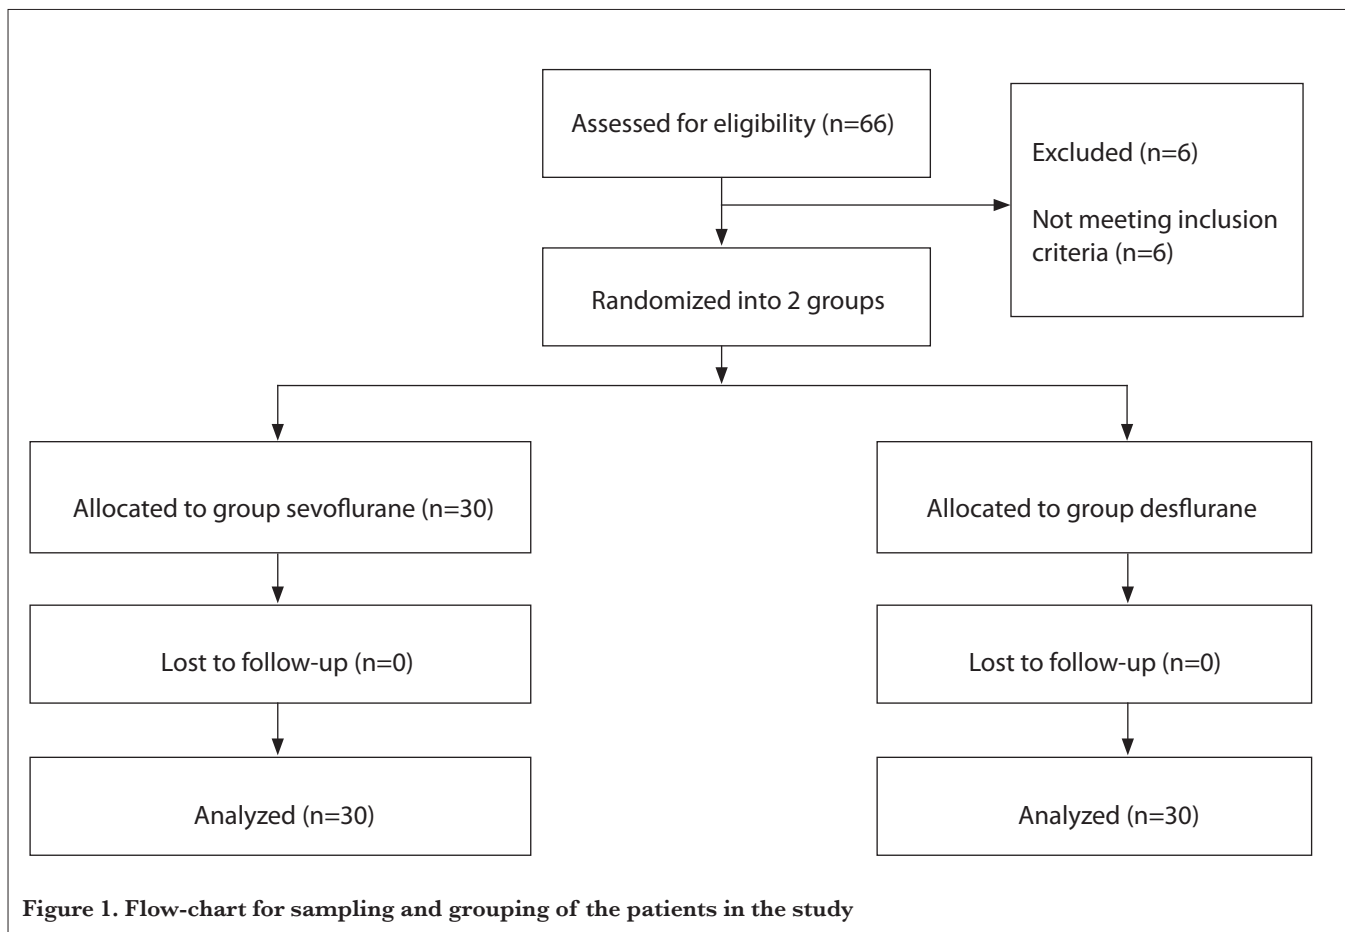 Assessed for eligibility (n=66)
Excluded (n=6)
Not meeting inclusion
criteria (n=6)
Randomized into 2 groups
Allocated to group sevoflurane (n=30)
Allocated to group desflurane
Lost to follow-up (n=0)
Lost to follow-up (n=0)
Analyzed (n=30)
Analyzed (n=30)
Figure 1. Flow-chart for sampling and grouping of the patients in the study